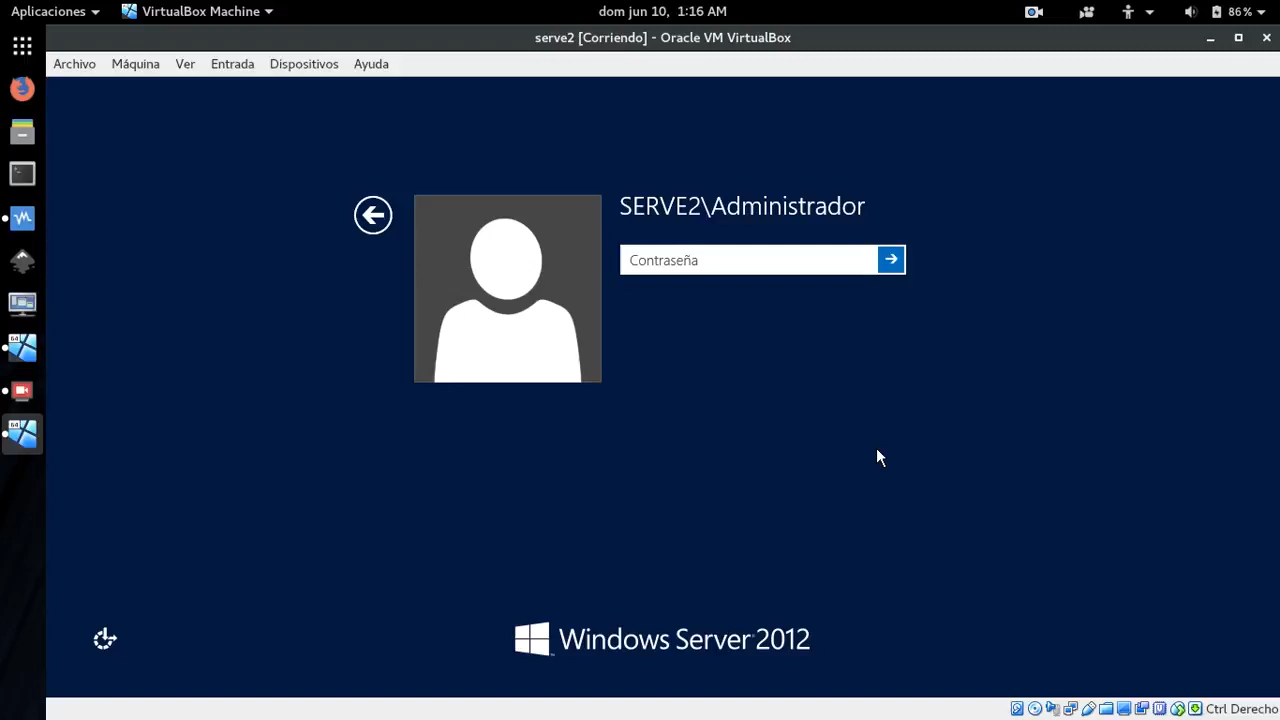 Aplicaciones VirtualBox Machine dom jun 10, 1:16 AM 86%
serve2 [Corriendo] - Oracle VM VirtualBox
Archivo Máquina Ver Entrada Dispositivos Ayuda
SERVE2\Administrador
Contraseña
Windows Server 2012
Ctrl Derecho